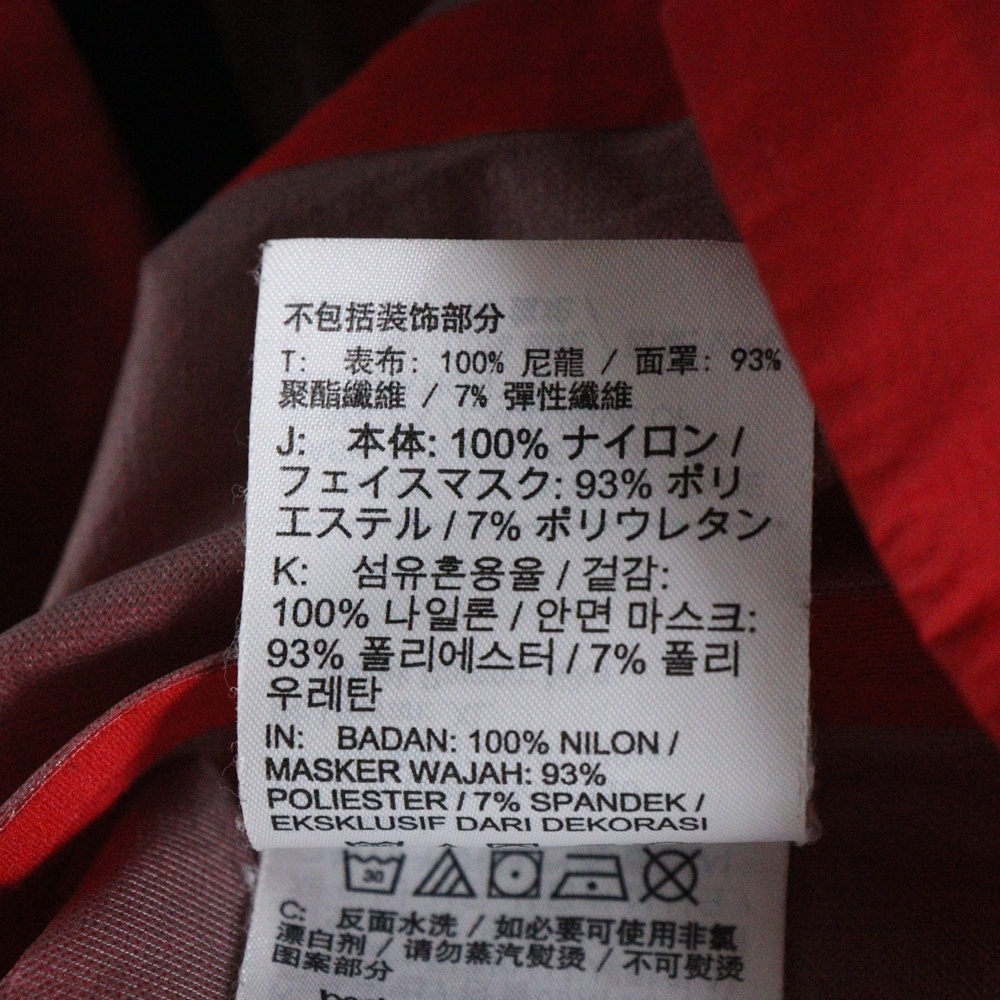 不包括装饰部分
T: 表布: 100% 尼龍 / 面罩: 93%
聚酯纖維 / 7% 彈性纖維
J: 本体: 100% ナイロン /
フェイスマスク: 93% ポリ
エステル / 7% ポリウレタン
K: 섬유혼용율 / 겉감:
100% 나일론 / 안면 마스크:
93% 폴리에스터 / 7% 폴리
우레탄
IN: BADAN: 100% NILON /
MASKER WAJAH: 93%
POLIESTER / 7% SPANDEK /
EKSKLUSIF DARI DEKORASI
30
C: 反面水洗 / 如必要可使用非氯
漂白剂 / 请勿蒸汽熨烫 / 不可熨烫
图案部分